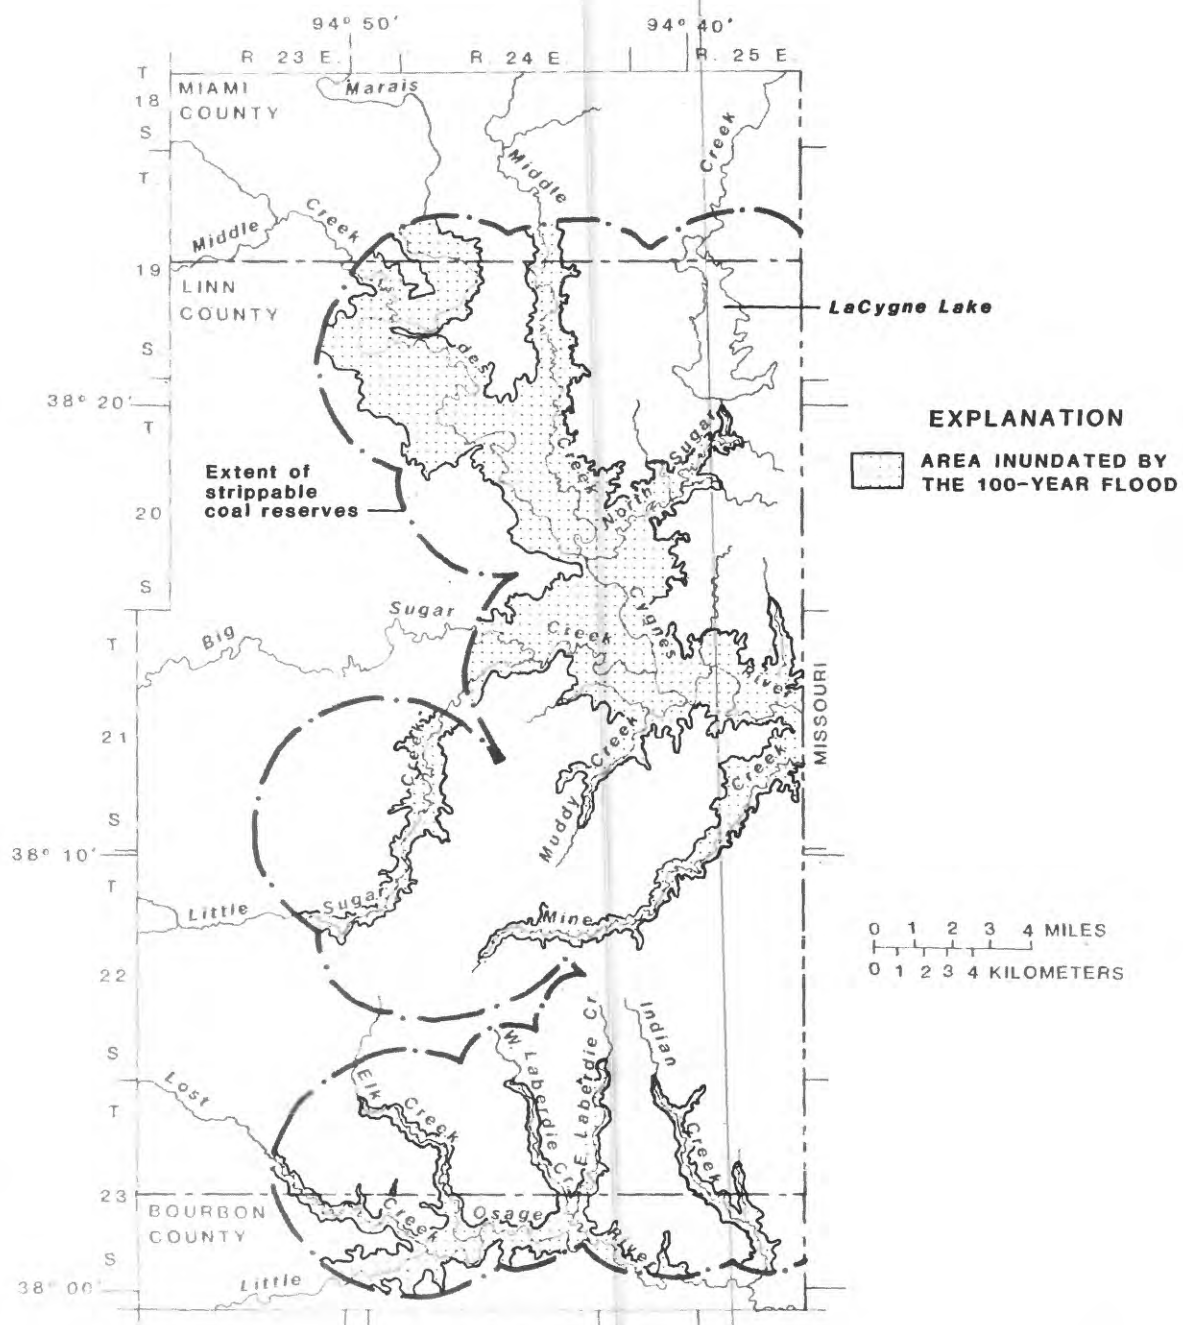 94° 50'
94° 40'
R. 23 E.
R. 24 E.
R. 25 E.
T
18
S
MIAMI
COUNTY
Marais
Middle
Creek
T
Creek
Middle
19
LINN
COUNTY
LaCygne Lake
S
des
38° 20'
T
Sugar
North
Creek
EXPLANATION
AREA INUNDATED BY
THE 100-YEAR FLOOD
Extent of
strippable
coal reserves
20
S
Cygnes
River
T
Big
Sugar
Creek
MISSOURI
21
Creek
Creek
Creek
S
Muddy
38° 10'
T
Little
Sugar
Mine
0 1 2 3 4 MILES
0 1 2 3 4 KILOMETERS
22
S
W. Laberdie Cr.
E Laberdie Cr.
Indian
Creek
Lost
Elk
Creek
T
23
BOURBON
COUNTY
Creek
Osage
River
S
Little
38° 00'